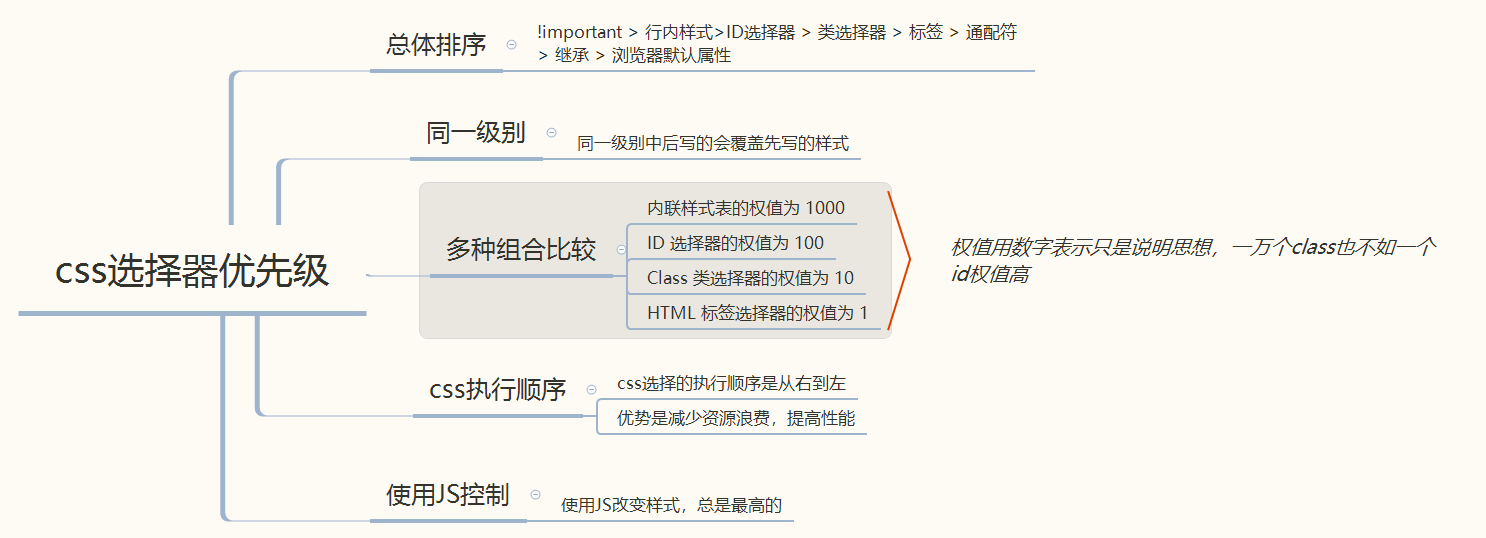 总体排序
!important > 行内样式>ID选择器 > 类选择器 > 标签 > 通配符
> 继承 > 浏览器默认属性
同一级别
同一级别中后写的会覆盖先写的样式
css选择器优先级
多种组合比较
内联样式表的权值为 1000
ID 选择器的权值为 100
Class 类选择器的权值为 10
HTML 标签选择器的权值为 1
权值用数字表示只是说明思想，一万个class也不如一个
id权值高
css执行顺序
css选择的执行顺序是从右到左
优势是减少资源浪费，提高性能
使用JS控制
使用JS改变样式，总是最高的